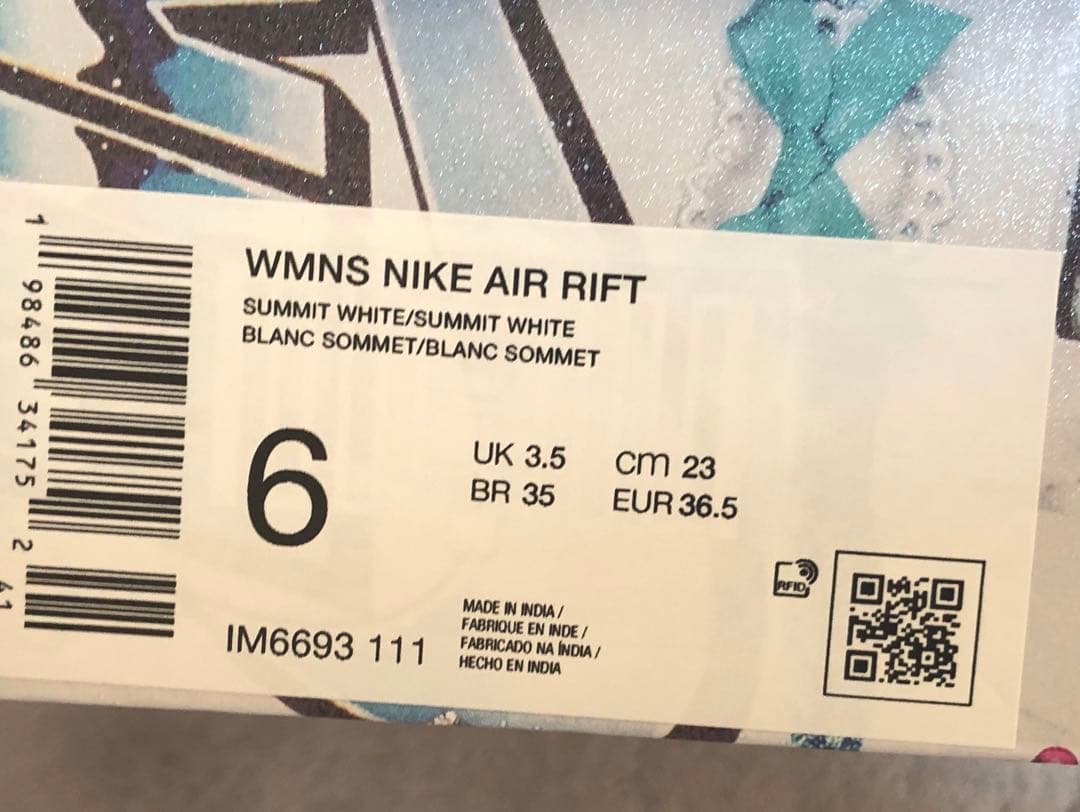 WMNS NIKE AIR RIFT
SUMMIT WHITE/SUMMIT WHITE
BLANC SOMMET/BLANC SOMMET
6
UK 3.5 cm 23
BR 35 EUR 36.5
RFID
MADE IN INDIA /
FABRIQUE EN INDE /
FABRICADO NA ÍNDIA /
HECHO EN INDIA
IM6693 111
1 98486 34175 2